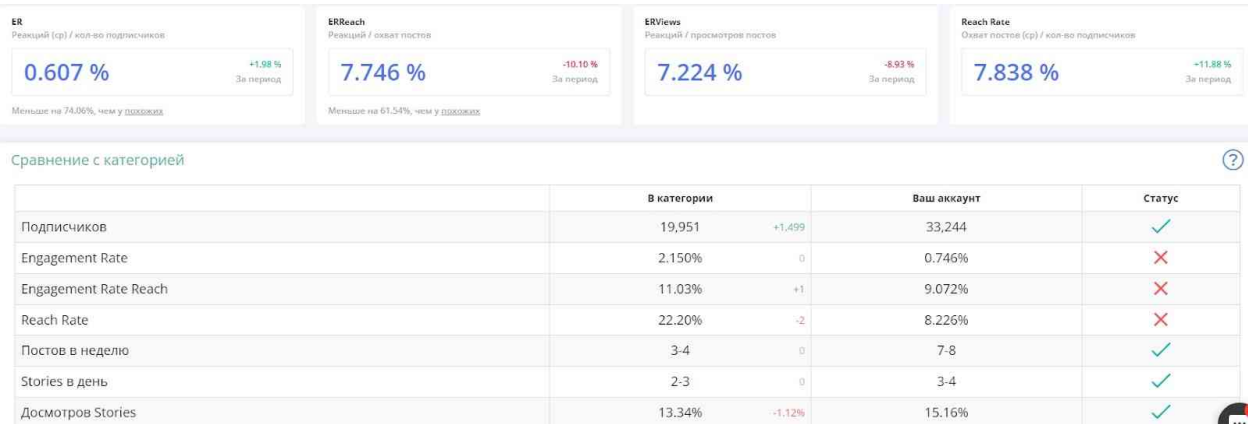 ER
Реакций (ср) / кол-во подписчиков
0.607 %
+1,98 %
За период
Меньше на 74.06%, чем у похожих
ERReach
Реакций / охват постов
7.746 %
-10.10 %
За период
Меньше на 61.54%, чем у похожих
ERViews
Реакций / просмотров постов
7.224 %
-8.93 %
За период
Reach Rate
Охват постов (ср) / кол-во подписчиков
7.838 %
+11.88 %
За период
Сравнение с категорией
?
В категории Ваш аккаунт Статус
Подписчиков 19,951 +1,499 33,244
Engagement Rate 2.150% 0 0.746%
Engagement Rate Reach 11.03% +1 9.072%
Reach Rate 22.20% -2 8.226%
Постов в неделю 3-4 0 7-8
Stories в день 2-3 0 3-4
Досмотров Stories 13.34% -1.12% 15.16%